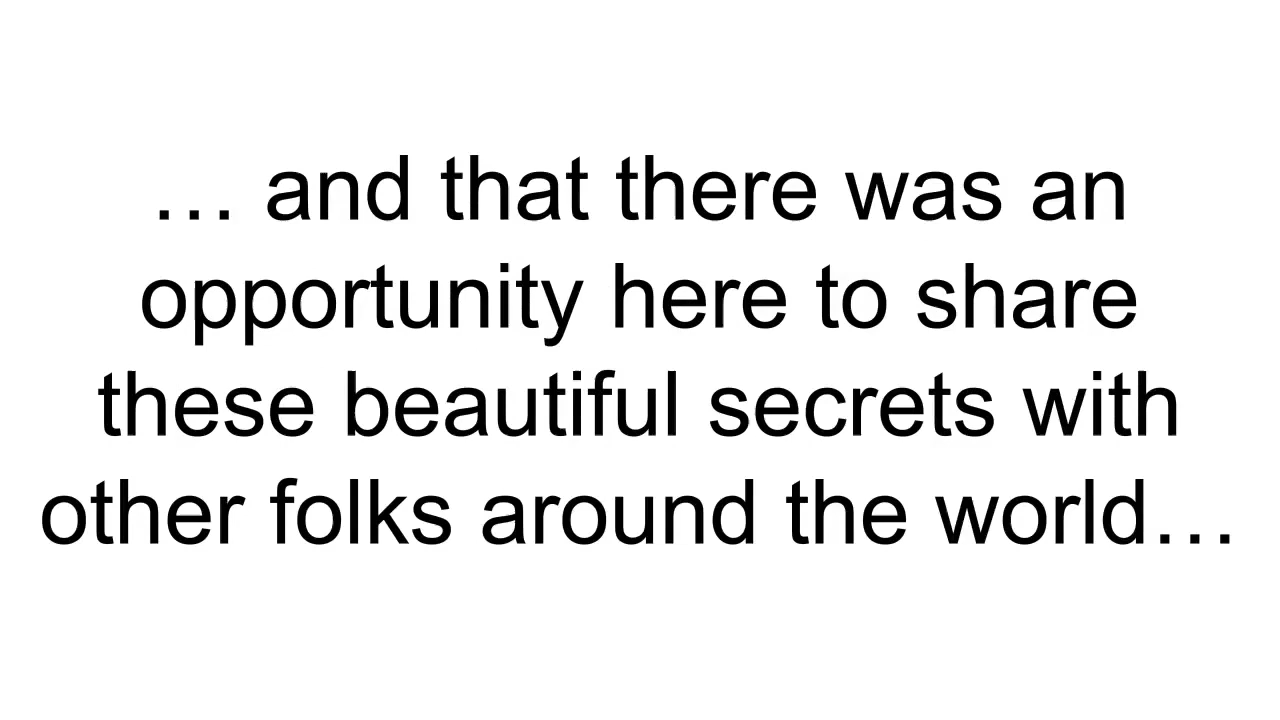 … and that there was an
opportunity here to share
these beautiful secrets with
other folks around the world…